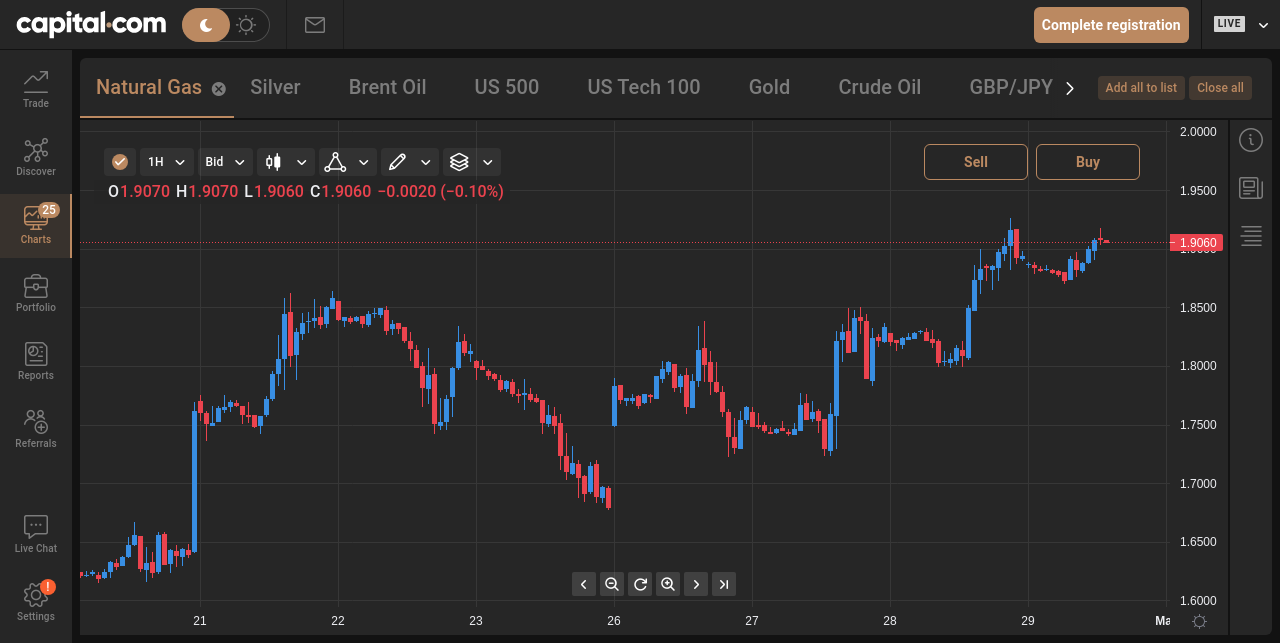 capital.com
Complete registration
LIVE
Trade
Discover
25
Charts
Portfolio
Reports
Referrals
Live Chat
!
Settings
Natural Gas
Silver
Brent Oil
US 500
US Tech 100
Gold
Crude Oil
GBP/JPY
Add all to list
Close all
1H
Bid
Sell
Buy
O1.9070 H1.9070 L1.9060 C1.9060 −0.0020 (−0.10%)
2.0000
1.9500
1.9060
1.8500
1.8000
1.7500
1.7000
1.6500
1.6000
21
22
23
26
27
28
29
Ma